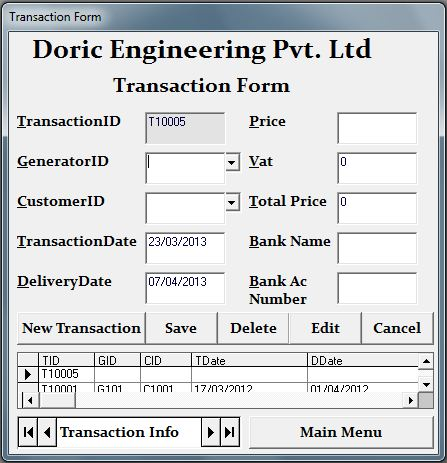 Transaction Form
Doric Engineering Pvt. Ltd
Transaction Form
TransactionID T10005 Price
GeneratorID Vat 0
CustomerID Total Price 0
TransactionDate 23/03/2013 Bank Name
DeliveryDate 07/04/2013 Bank Ac
Number
New Transaction Save Delete Edit Cancel
TID GID CID TDate DDate
T10005
T10001 G101 C1001 17/03/2012 01/04/2012
Transaction Info Main Menu